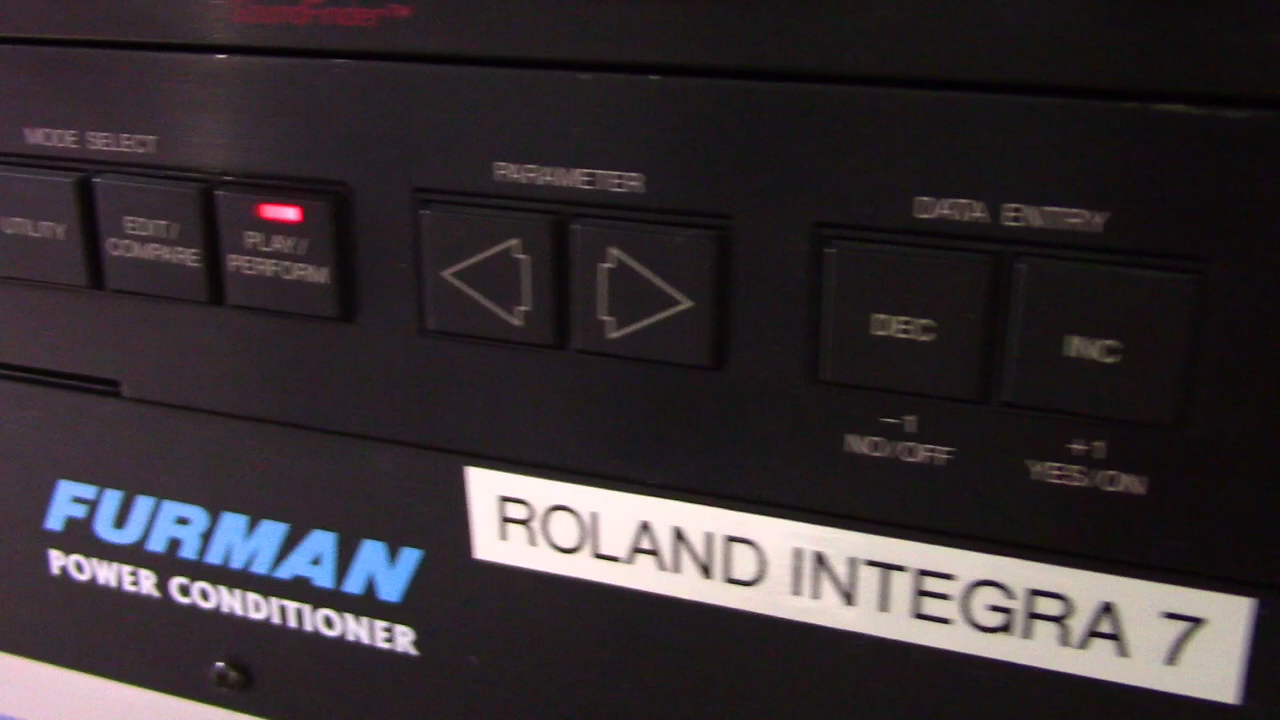 MODE SELECT
UTILITY
EDIT/
COMPARE
PLAY/
PERFORM
PARAMETER
DATA ENTRY
DEC
INC
-1
NO/OFF
+1
YES/ON
FURMAN
POWER CONDITIONER
ROLAND INTEGRA 7